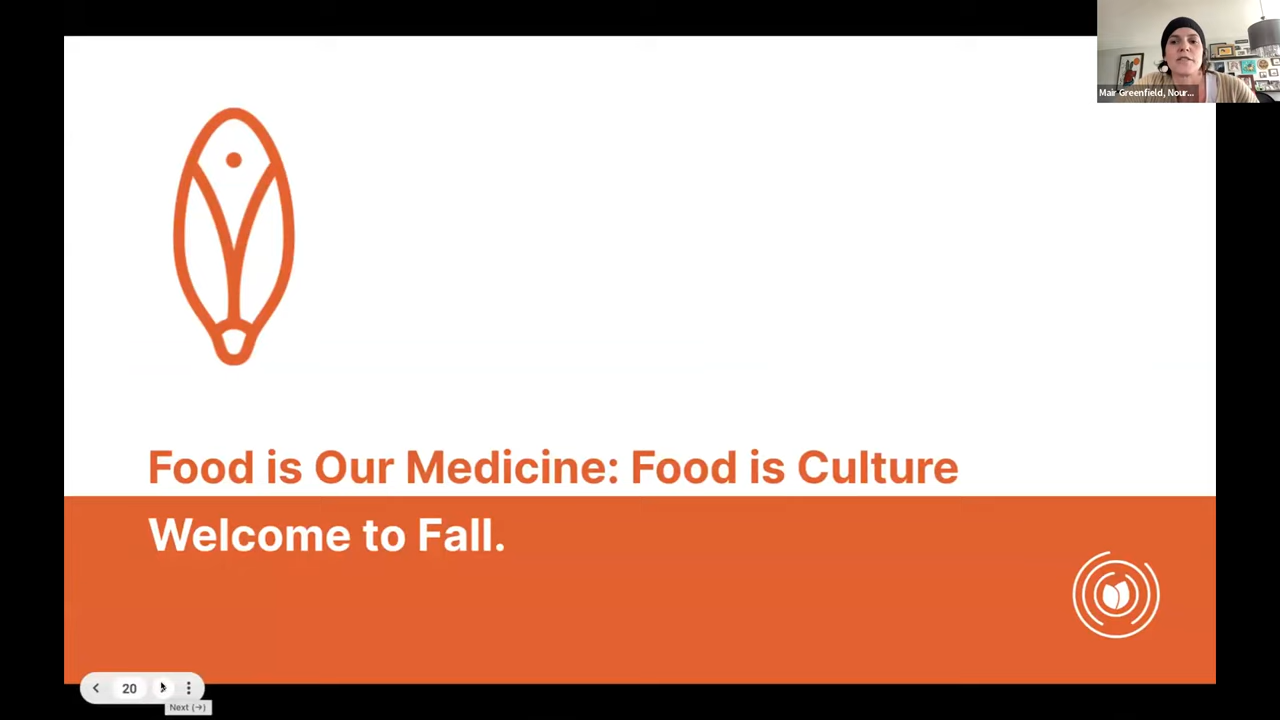 Mair Greenfield, Nour...
Food is Our Medicine: Food is Culture
Welcome to Fall.
20
Next (→)